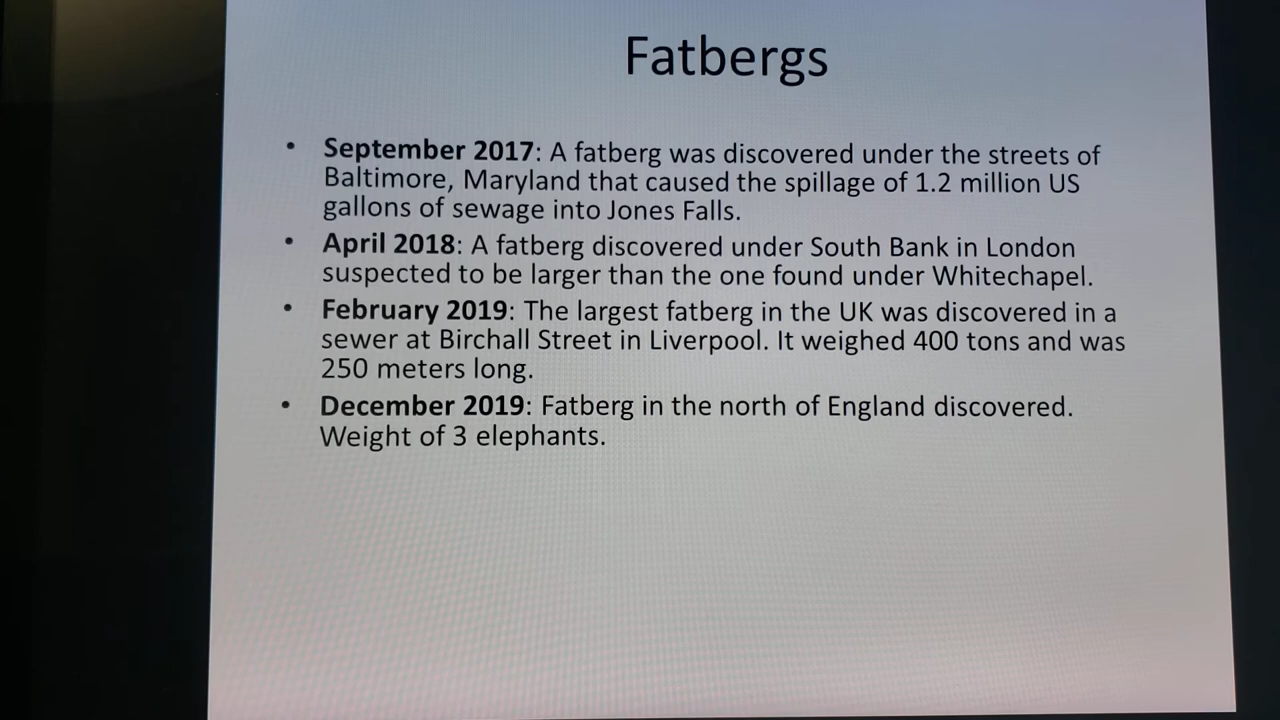 Fatbergs
• September 2017: A fatberg was discovered under the streets of
Baltimore, Maryland that caused the spillage of 1.2 million US
gallons of sewage into Jones Falls.
• April 2018: A fatberg discovered under South Bank in London
suspected to be larger than the one found under Whitechapel.
• February 2019: The largest fatberg in the UK was discovered in a
sewer at Birchall Street in Liverpool. It weighed 400 tons and was
250 meters long.
• December 2019: Fatberg in the north of England discovered.
Weight of 3 elephants.